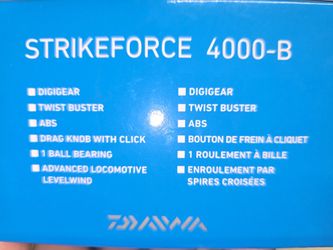 STRIKEFORCE 4000-B
DIGIGEAR
TWIST BUSTER
ABS
DRAG KNOB WITH CLICK
1 BALL BEARING
ADVANCED LOCOMOTIVE
LEVELWIND
DIGIGEAR
TWIST BUSTER
ABS
BOUTON DE FREIN À CLIQUET
1 ROULEMENT À BILLE
ENROULEMENT PAR
SPIRES CROISÉES
DAIWA